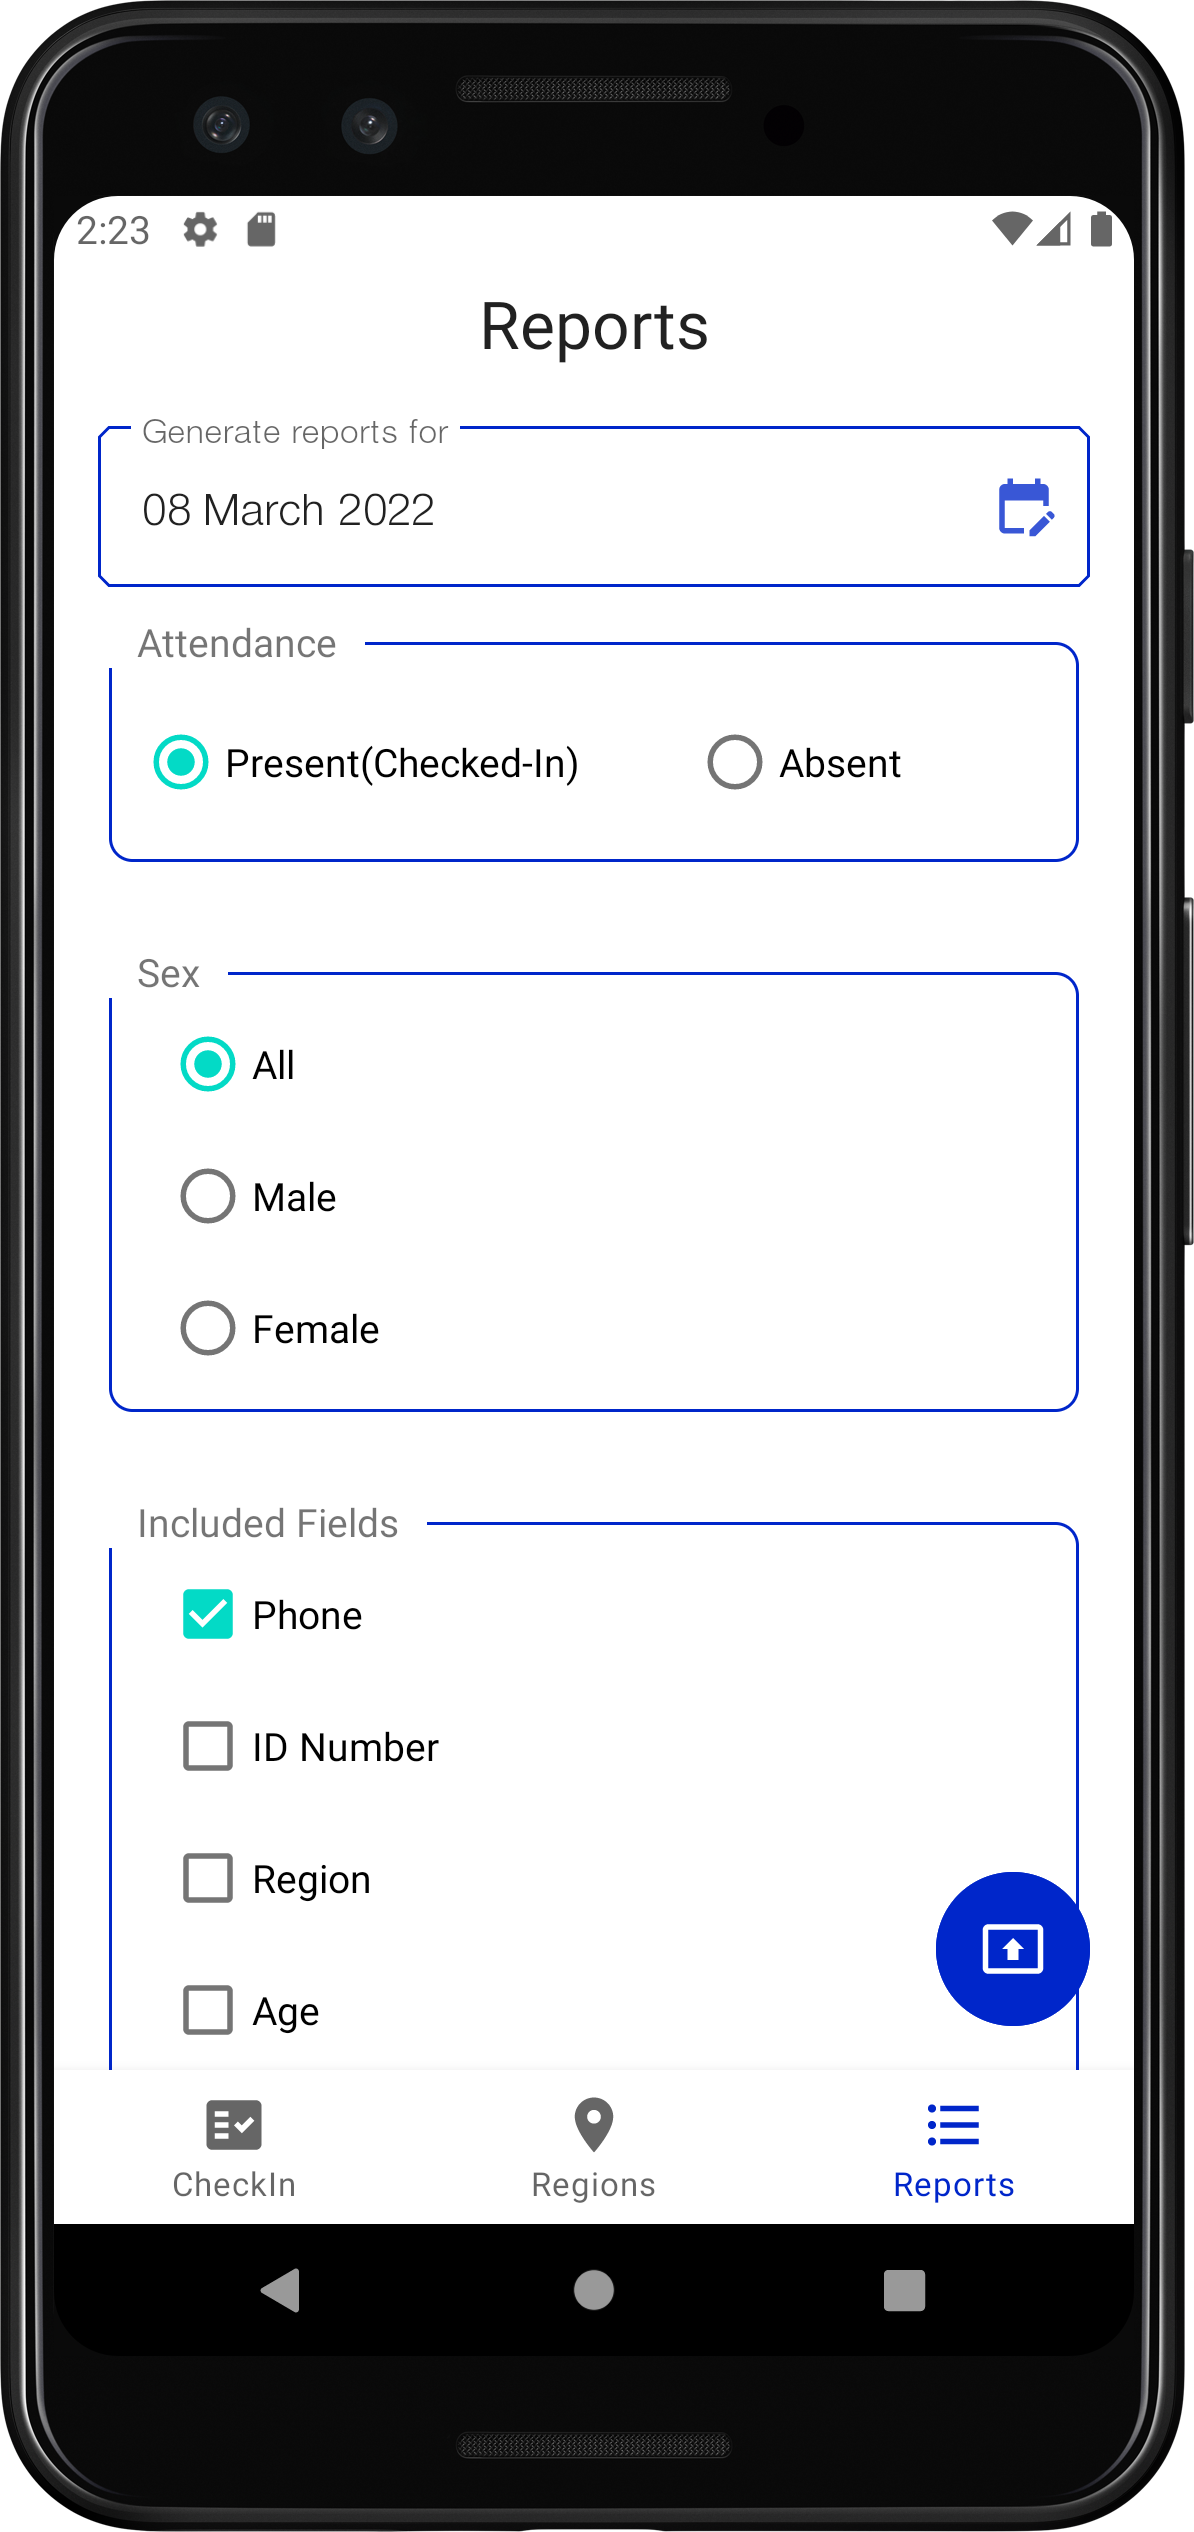 2:23
Reports
Generate reports for
08 March 2022
Attendance
Present(Checked-In) Absent
Sex
All
Male
Female
Included Fields
Phone
ID Number
Region
Age
CheckIn Regions Reports